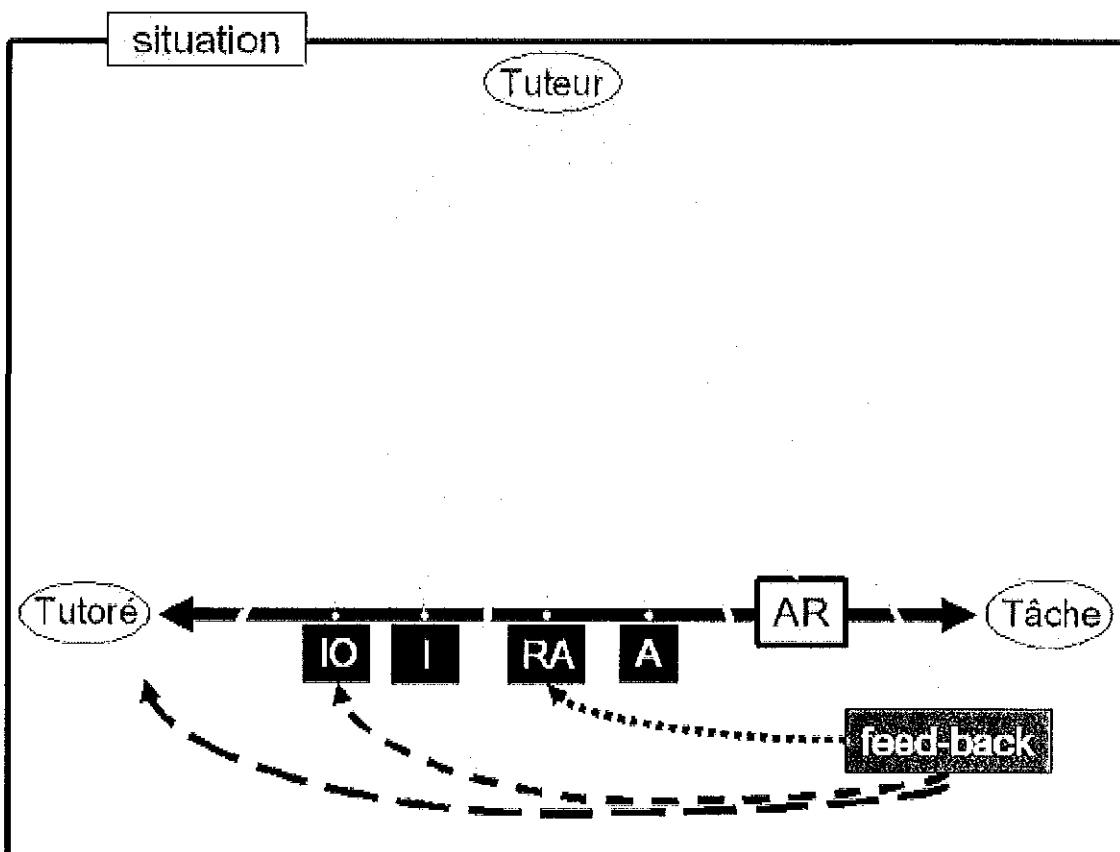 situation
Tuteur
Tutoré
AR
Tâche
IO
I
RA
A
feed-back